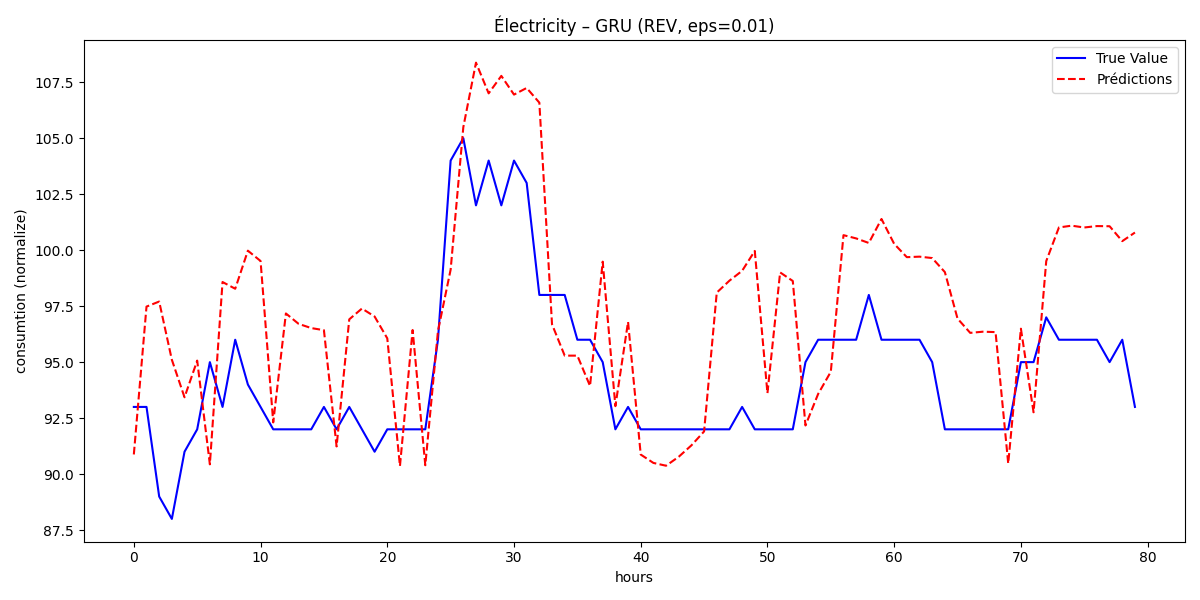 Électricity – GRU (REV, eps=0.01)
True Value
Prédictions
consumtion (normalize)
107.5
105.0
102.5
100.0
97.5
95.0
92.5
90.0
87.5
0 10 20 30 40 50 60 70 80
hours